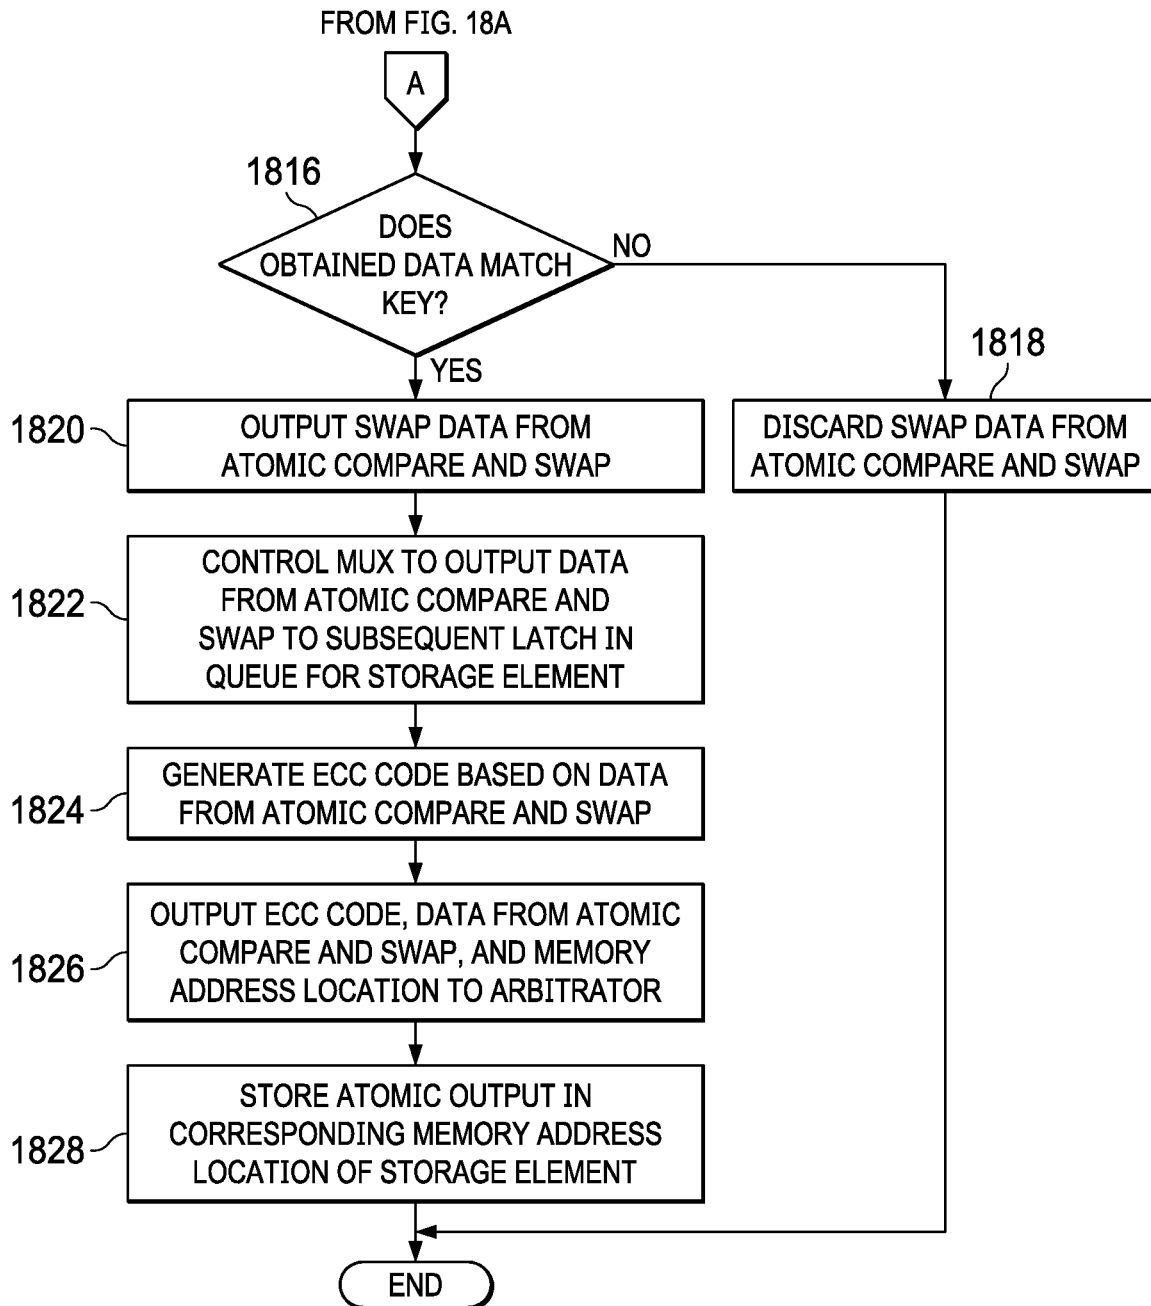 FROM FIG. 18A
A
1816
DOES
OBTAINED DATA MATCH
KEY?
NO
YES
1818
DISCARD SWAP DATA FROM
ATOMIC COMPARE AND SWAP
1820
OUTPUT SWAP DATA FROM
ATOMIC COMPARE AND SWAP
1822
CONTROL MUX TO OUTPUT DATA
FROM ATOMIC COMPARE AND
SWAP TO SUBSEQUENT LATCH IN
QUEUE FOR STORAGE ELEMENT
1824
GENERATE ECC CODE BASED ON DATA
FROM ATOMIC COMPARE AND SWAP
1826
OUTPUT ECC CODE, DATA FROM ATOMIC
COMPARE AND SWAP, AND MEMORY
ADDRESS LOCATION TO ARBITRATOR
1828
STORE ATOMIC OUTPUT IN
CORRESPONDING MEMORY ADDRESS
LOCATION OF STORAGE ELEMENT
END